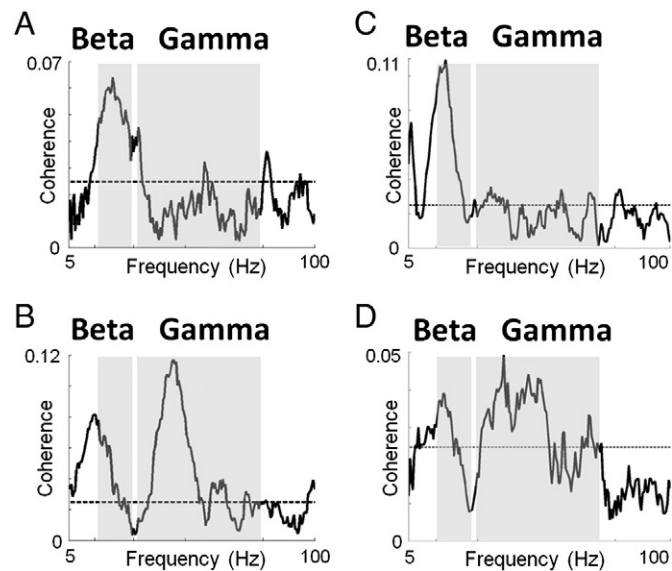 A
Beta Gamma
0.07
Coherence
0
5 Frequency (Hz) 100
C
Beta Gamma
0.11
Coherence
0
5 Frequency (Hz) 100
B
Beta Gamma
0.12
Coherence
0
5 Frequency (Hz) 100
D
Beta Gamma
0.05
Coherence
0
5 Frequency (Hz) 100